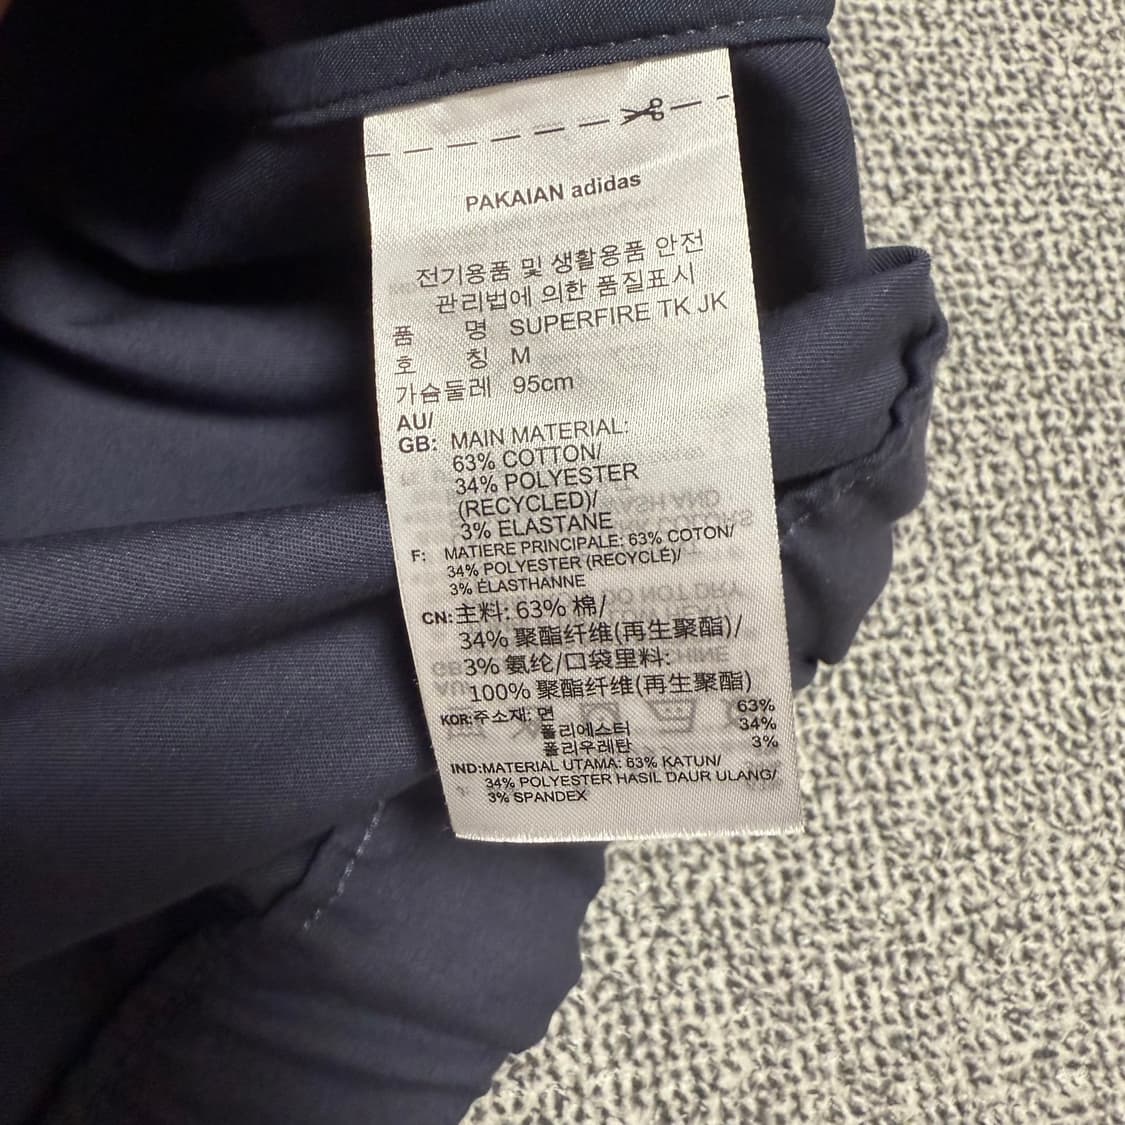 PAKAIAN adidas
전기용품 및 생활용품 안전
관리법에 의한 품질표시
품 명 SUPERFIRE TK JK
호 칭 M
가슴둘레 95cm
AU/
GB: MAIN MATERIAL:
63% COTTON/
34% POLYESTER
(RECYCLED)/
3% ELASTANE
F: MATIERE PRINCIPALE: 63% COTON/
34% POLYESTER (RECYCLÉ)/
3% ÉLASTHANNE
CN:主料: 63% 棉/
34% 聚酯纤维(再生聚酯)/
3% 氨纶/口袋里料:
100% 聚酯纤维(再生聚酯)
KOR:주소재: 면 63%
폴리에스터 34%
폴리우레탄 3%
IND:MATERIAL UTAMA: 63% KATUN/
34% POLYESTER HASIL DAUR ULANG/
3% SPANDEX